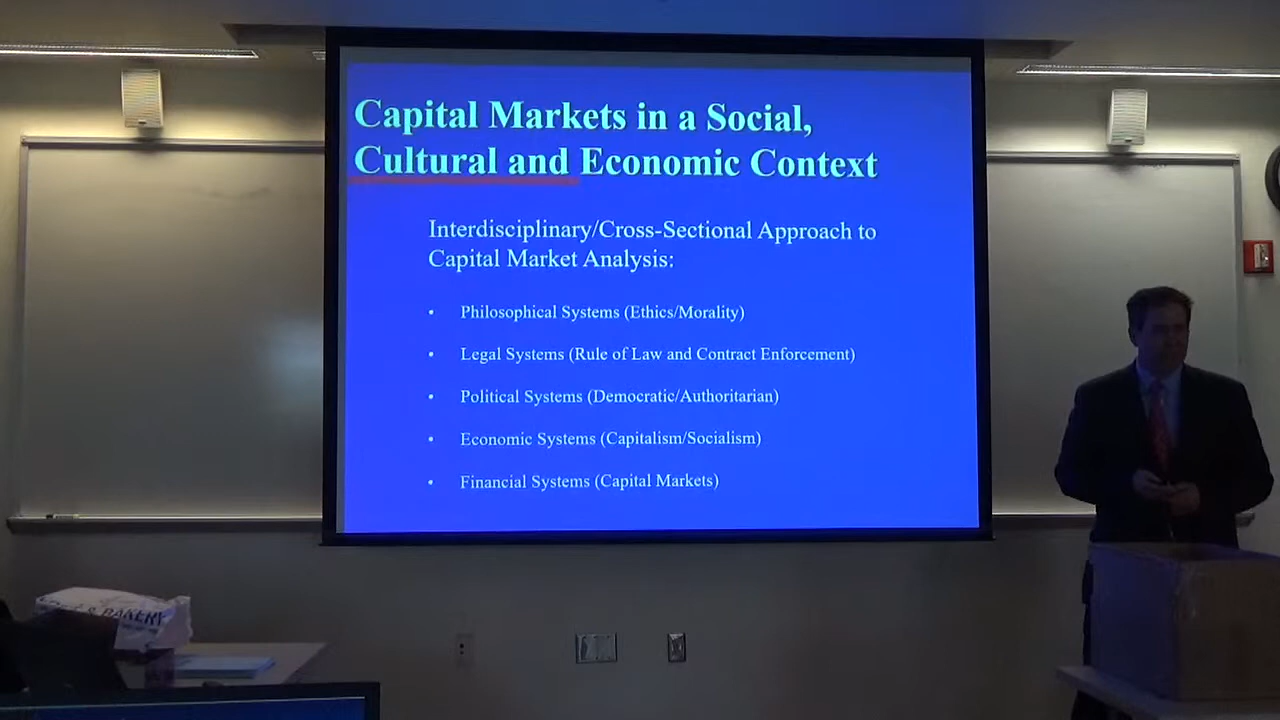 Capital Markets in a Social,
Cultural and Economic Context
Interdisciplinary/Cross-Sectional Approach to
Capital Market Analysis:
• Philosophical Systems (Ethics/Morality)
• Legal Systems (Rule of Law and Contract Enforcement)
• Political Systems (Democratic/Authoritarian)
• Economic Systems (Capitalism/Socialism)
• Financial Systems (Capital Markets)
& BAKERY